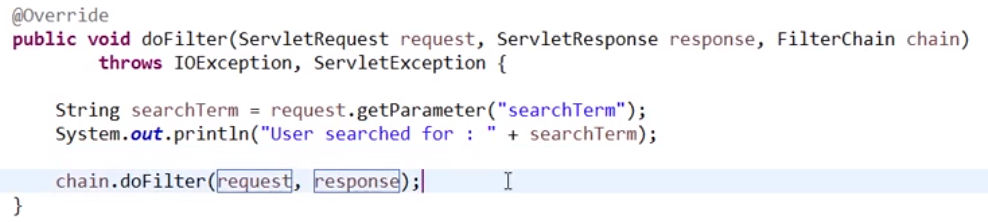 @Override
public void doFilter(ServletRequest request, ServletResponse response, FilterChain chain)
throws IOException, ServletException {
String searchTerm = request.getParameter("searchTerm");
System.out.println("User searched for : " + searchTerm);
chain.doFilter(request, response);
}